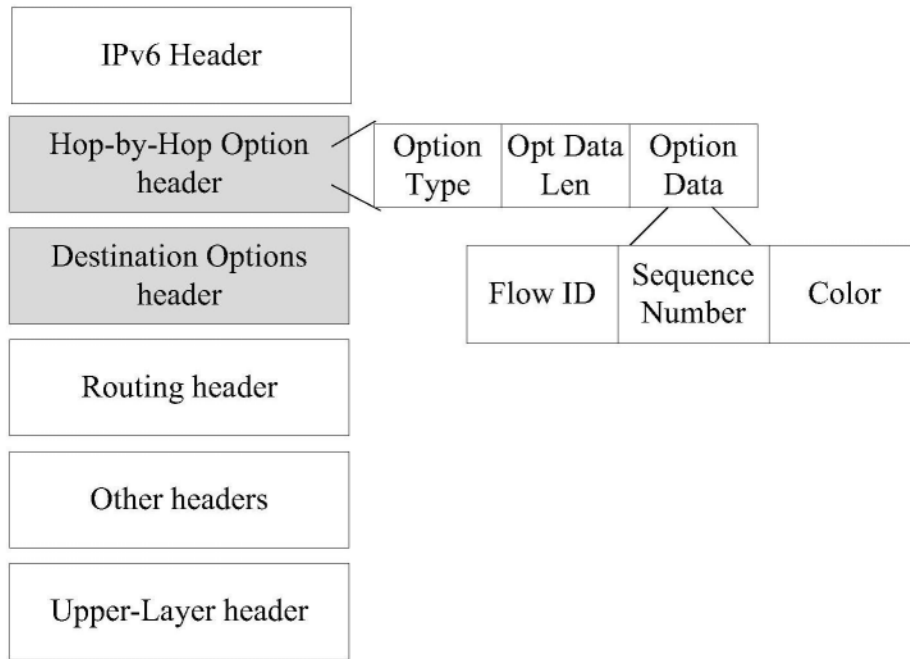 IPv6 Header
Hop-by-Hop Option
header
Option
Type
Opt Data
Len
Option
Data
Destination Options
header
Flow ID
Sequence
Number
Color
Routing header
Other headers
Upper-Layer header